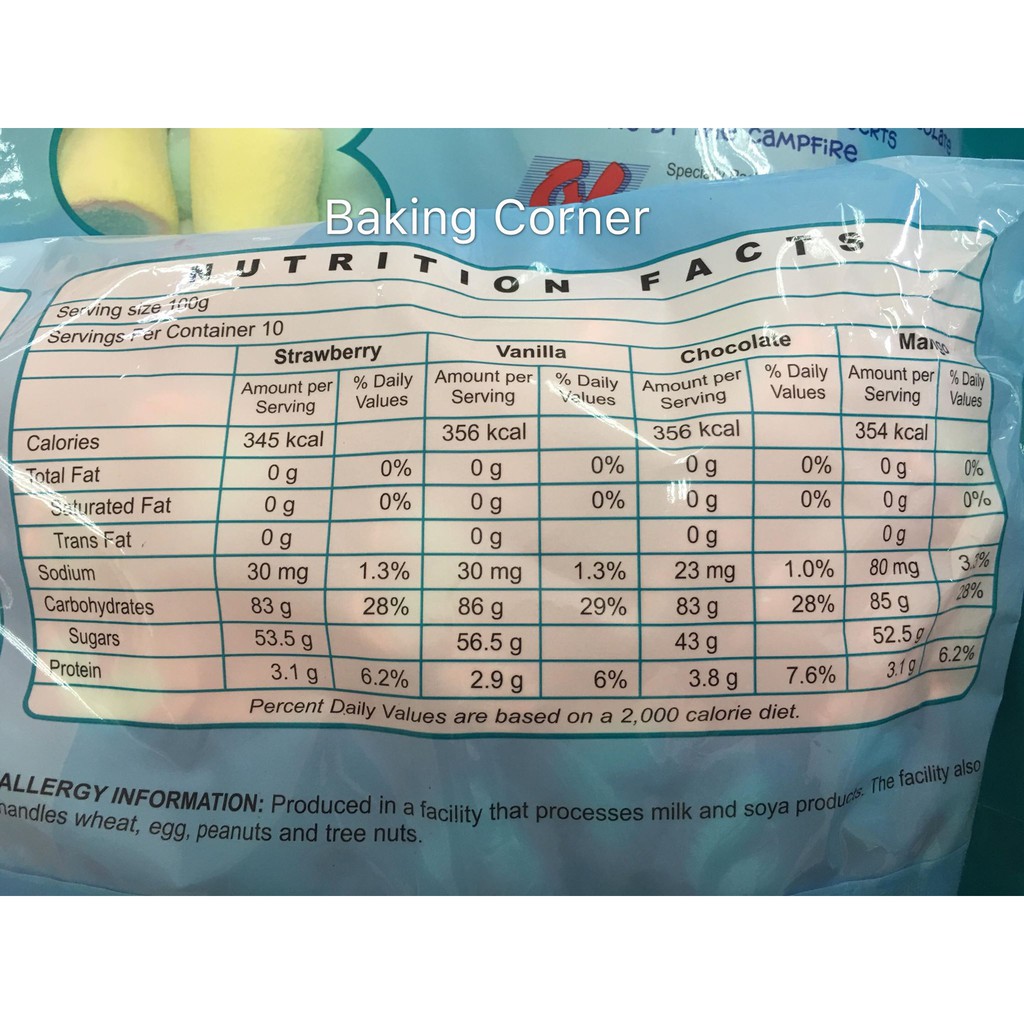 CAMPFIRE
Baking Corner
NUTRITION FACTS
Serving size 100g
Servings Per Container 10
Strawberry Vanilla Chocolate Mango
Amount per Serving % Daily Values Amount per Serving % Daily Values Amount per Serving % Daily Values Amount per Serving % Daily Values
Calories 345 kcal 356 kcal 356 kcal 354 kcal
Total Fat 0 g 0% 0 g 0% 0 g 0% 0 g 0%
Saturated Fat 0 g 0% 0 g 0% 0 g 0% 0 g 0%
Trans Fat 0 g 0 g 0 g 0 g
Sodium 30 mg 1.3% 30 mg 1.3% 23 mg 1.0% 80 mg
Carbohydrates 83 g 28% 86 g 29% 83 g 28% 85 g 28%
Sugars 53.5 g 56.5 g 43 g 52.5 g
Protein 3.1 g 6.2% 2.9 g 6% 3.8 g 7.6% 3.1 g 6.2%
Percent Daily Values are based on a 2,000 calorie diet.
ALLERGY INFORMATION: Produced in a facility that processes milk and soya products. The facility also
handles wheat, egg, peanuts and tree nuts.